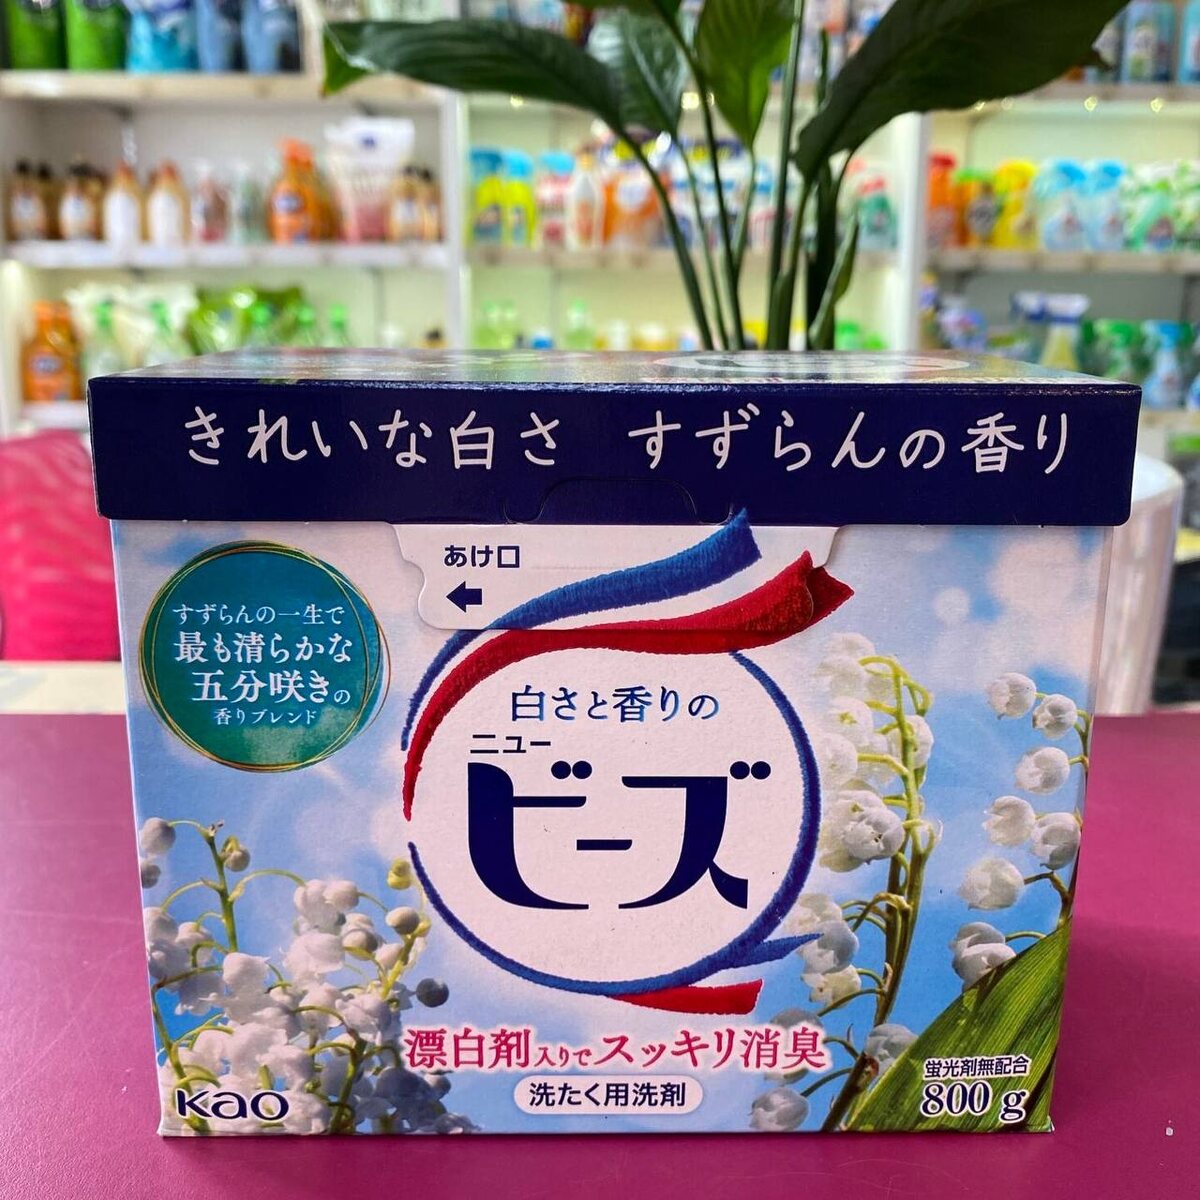 きれいな白さ すずらんの香り
あけ口
すずらんの一生で
最も清らかな
五分咲きの
香りブレンド
白さと香りの
ニュー
ビーズ
漂白剤入りでスッキリ消臭
洗たく用洗剤
Kao
蛍光剤無配合
800 g